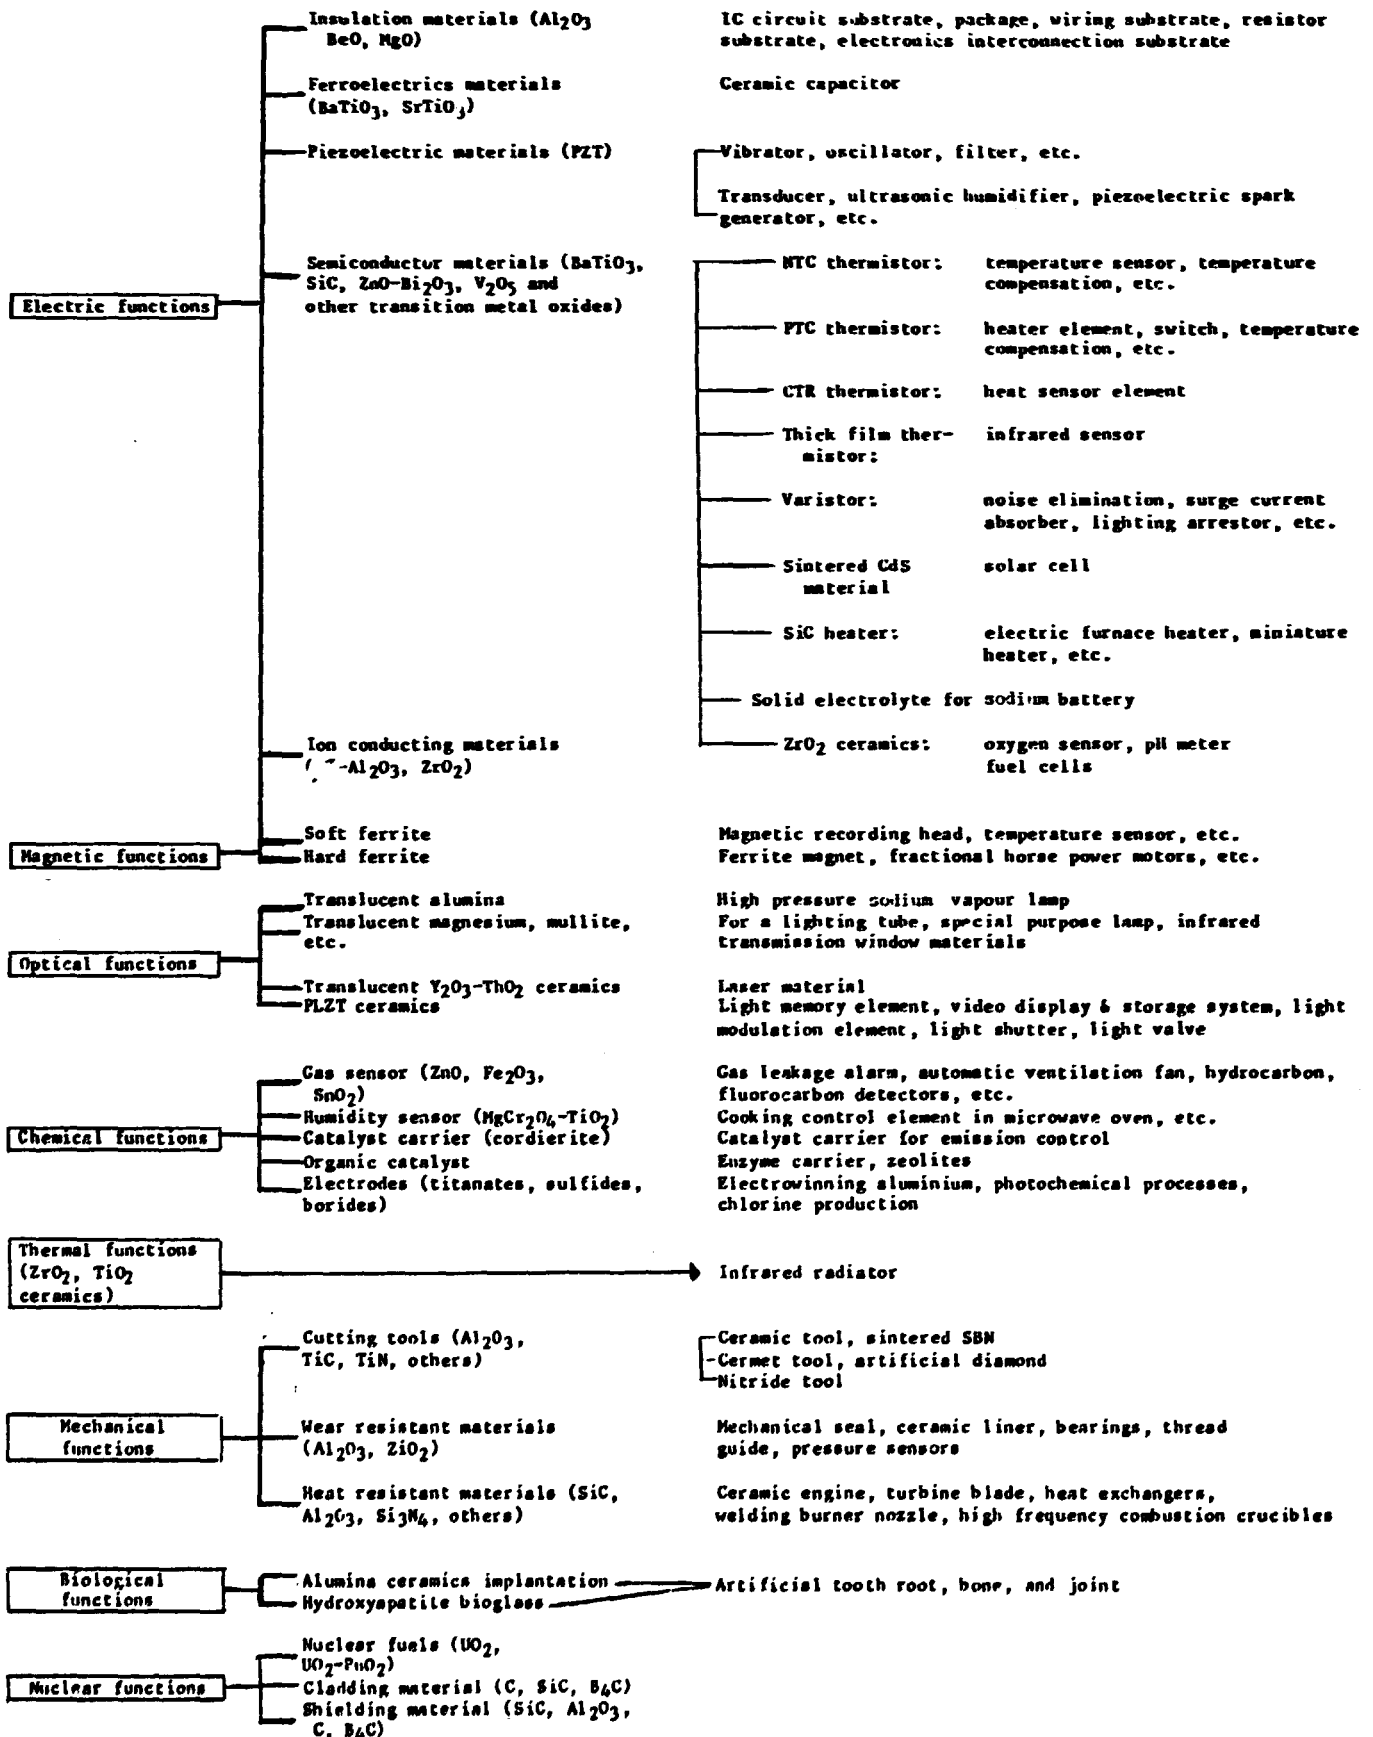 Insulation materials (Al2O3 IC circuit substrate, package, wiring substrate, resistor
BeO, MgO) substrate, electronics interconnection substrate
Ferroelectrics materials Ceramic capacitor
(BaTiO3, SrTiO3)
Piezoelectric materials (PZT) Vibrator, oscillator, filter, etc.
Transducer, ultrasonic humidifier, piezoelectric spark
generator, etc.
Semiconductor materials (BaTiO3, NTC thermistor: temperature sensor, temperature
SiC, ZnO-Bi2O3, V2O5 and compensation, etc.
Electric functions other transition metal oxides)
PTC thermistor: heater element, switch, temperature
compensation, etc.
CTR thermistor: heat sensor element
Thick film ther- infrared sensor
mistor:
Varistor: noise elimination, surge current
absorber, lighting arrestor, etc.
Sintered CdS solar cell
material
SiC heater: electric furnace heater, miniature
heater, etc.
Solid electrolyte for sodium battery
Ion conducting materials ZrO2 ceramics: oxygen sensor, pH meter
-Al2O3, ZrO2) fuel cells
Soft ferrite Magnetic recording head, temperature sensor, etc.
Magnetic functions Hard ferrite Ferrite magnet, fractional horse power motors, etc.
Translucent alumina High pressure sodium vapour lamp
Translucent magnesium, mullite, For a lighting tube, special purpose lamp, infrared
etc. transmission window materials
Optical functions
Translucent Y2O3-ThO2 ceramics Laser material
PLZT ceramics Light memory element, video display & storage system, light
modulation element, light shutter, light valve
Gas sensor (ZnO, Fe2O3, Gas leakage alarm, automatic ventilation fan, hydrocarbon,
SnO2) fluorocarbon detectors, etc.
Humidity sensor (MgCr2O4-TiO2) Cooking control element in microwave oven, etc.
Chemical functions Catalyst carrier (cordierite) Catalyst carrier for emission control
Organic catalyst Enzyme carrier, zeolites
Electrodes (titanates, sulfides, Electrowinning aluminium, photochemical processes,
borides) chlorine production
Thermal functions
(ZrO2, TiO2 Infrared radiator
ceramics)
Cutting tools (Al2O3, Ceramic tool, sintered SBN
TiC, TiN, others) Cermet tool, artificial diamond
Nitride tool
Mechanical Wear resistant materials Mechanical seal, ceramic liner, bearings, thread
functions (Al2O3, ZiO2) guide, pressure sensors
Heat resistant materials (SiC, Ceramic engine, turbine blade, heat exchangers,
Al2O3, Si3N4, others) welding burner nozzle, high frequency combustion crucibles
Biological Alumina ceramics implantation Artificial tooth root, bone, and joint
functions Hydroxyapatite bioglass
Nuclear fuels (UO2,
UO2-PuO2)
Nuclear functions Cladding material (C, SiC, B4C)
Shielding material (SiC, Al2O3,
C, B4C)